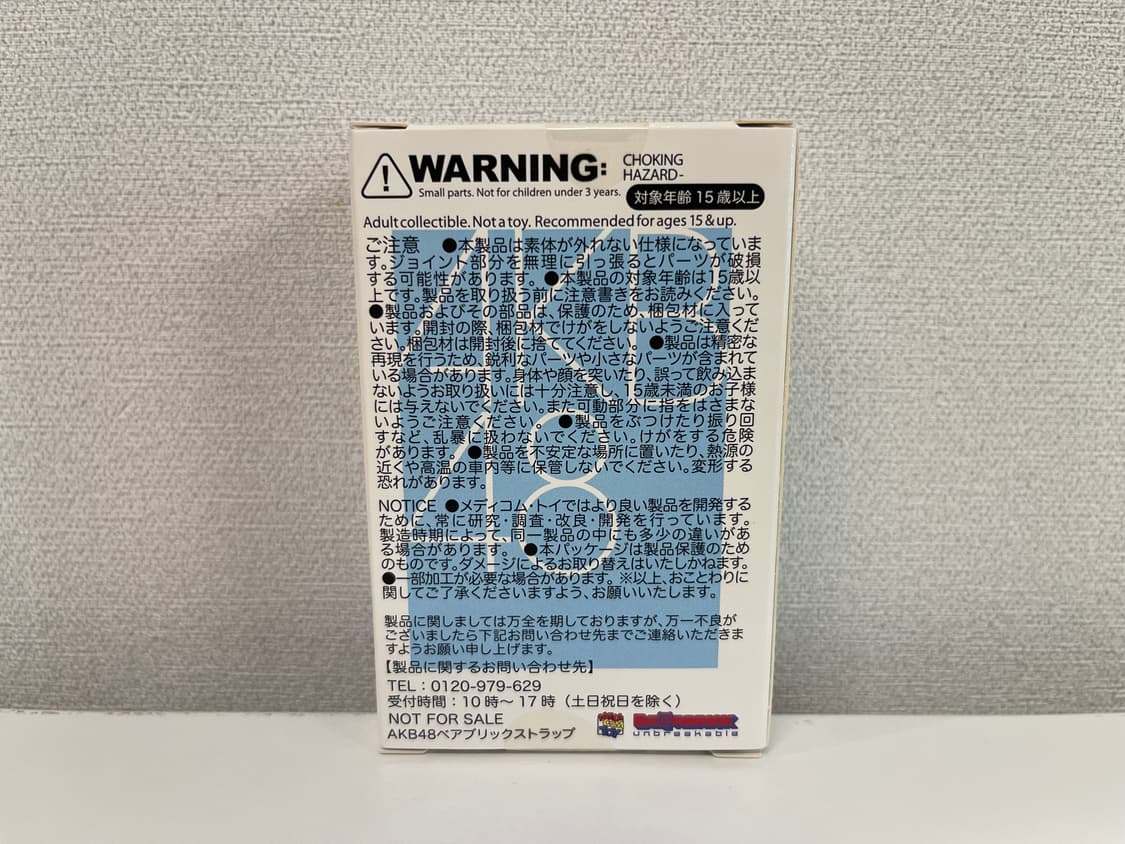 WARNING: CHOKING HAZARD-
Small parts. Not for children under 3 years.
対象年齢 15 歳以上
Adult collectible. Not a toy. Recommended for ages 15 & up.
ご注意 ●本製品は素体が外れない仕様になっていま
す。ジョイント部分を無理に引っ張るとパーツが破損
する可能性があります。 ●本製品の対象年齢は15歳以
上です。製品を取り扱う前に注意書きをお読みください。
●製品およびその部品は、保護のため、梱包材に入って
います。開封の際、梱包材でけがをしないようご注意くだ
さい。梱包材は開封後に捨ててください。 ●製品は精密な
再現を行うため、鋭利なパーツや小さなパーツが含まれて
いる場合があります。身体や顔を突いたり、誤って飲み込ま
ないようお取り扱いには十分注意し、15歳未満のお子様
には与えないでください。また可動部分に指をはさまな
いようご注意ください。 ●製品をぶつけたり振り回
すなど、乱暴に扱わないでください。けがをする危険
があります。 ●製品を不安定な場所に置いたり、熱源の
近くや高温の車内等に保管しないでください。変形する
恐れがあります。
NOTICE ●メディコム・トイではより良い製品を開発する
ために、常に研究・調査・改良・開発を行っています。
製造時期によって、同一製品の中にも多少の違いがあ
る場合があります。 ●本パッケージは製品保護のため
のものです。ダメージによるお取り替えはいたしかねます。
●一部加工が必要な場合があります。※以上、おことわりに
関してご了承くださいますよう、お願いいたします。
製品に関しましては万全を期しておりますが、万一不良が
ございましたら下記お問い合わせ先までご連絡いただきま
すようお願い申し上げます。
【製品に関するお問い合わせ先】
TEL：0120-979-629
受付時間：10時～17時（土日祝日を除く）
NOT FOR SALE
AKB48ベアブリックストラップ
BE@RBRICK
unbreakable
AKB
48